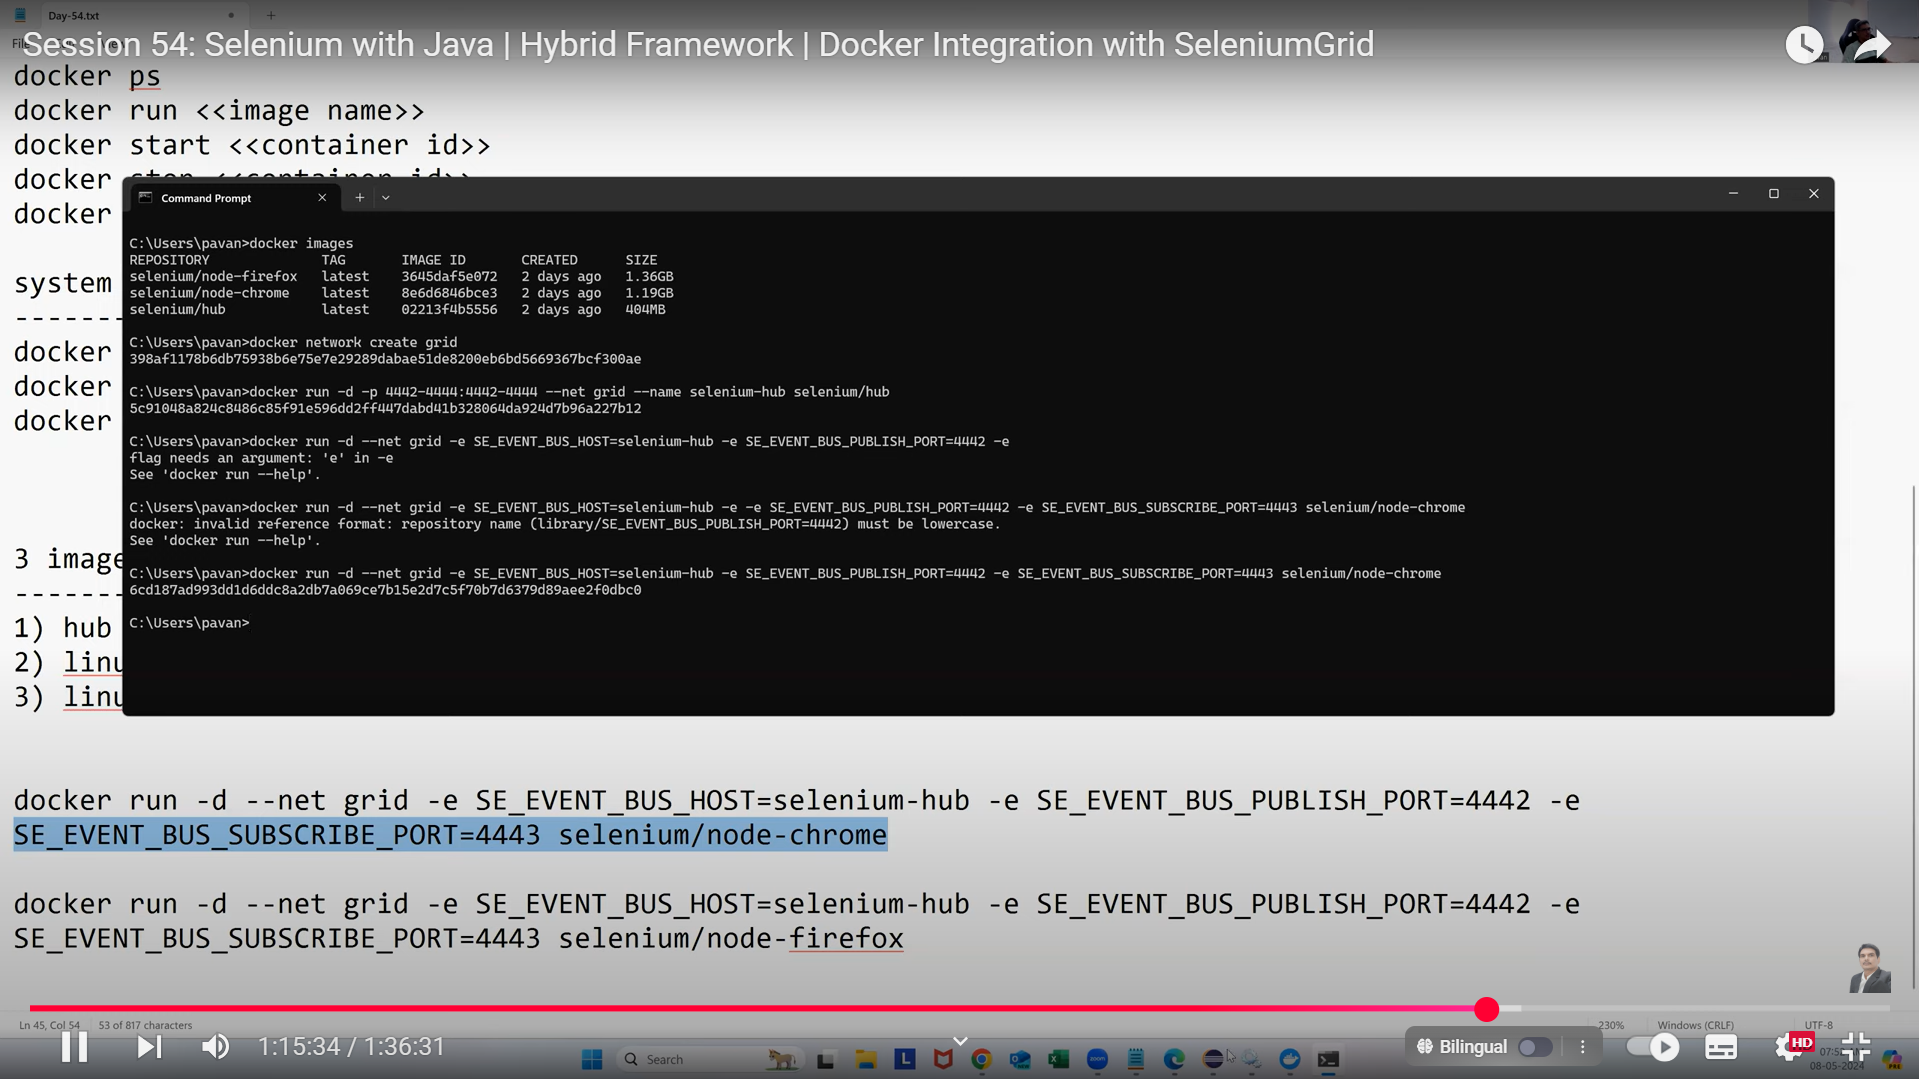 Day-54.txt
Session 54: Selenium with Java | Hybrid Framework | Docker Integration with SeleniumGrid
docker ps
docker run <<image name>>
docker start <<container id>>
docker stop <<container id>>
docker
system
-------
docker
docker
docker
3 image
-------
1) hub
2) linu
3) linu
Command Prompt
C:\Users\pavan>docker images
REPOSITORY TAG IMAGE ID CREATED SIZE
selenium/node-firefox latest 3645daf5e072 2 days ago 1.36GB
selenium/node-chrome latest 8e6d6846bce3 2 days ago 1.19GB
selenium/hub latest 02213f4b5556 2 days ago 404MB
C:\Users\pavan>docker network create grid
398af1178b6db75938b6e75e7e29289dabae51de8200eb6bd5669367bcf300ae
C:\Users\pavan>docker run -d -p 4442-4444:4442-4444 --net grid --name selenium-hub selenium/hub
5c91048a824c8486c85f91e596dd2ff447dabd41b328064da924d7b96a227b12
C:\Users\pavan>docker run -d --net grid -e SE_EVENT_BUS_HOST=selenium-hub -e SE_EVENT_BUS_PUBLISH_PORT=4442 -e
flag needs an argument: 'e' in -e
See 'docker run --help'.
C:\Users\pavan>docker run -d --net grid -e SE_EVENT_BUS_HOST=selenium-hub -e -e SE_EVENT_BUS_PUBLISH_PORT=4442 -e SE_EVENT_BUS_SUBSCRIBE_PORT=4443 selenium/node-chrome
docker: invalid reference format: repository name (library/SE_EVENT_BUS_PUBLISH_PORT=4442) must be lowercase.
See 'docker run --help'.
C:\Users\pavan>docker run -d --net grid -e SE_EVENT_BUS_HOST=selenium-hub -e SE_EVENT_BUS_PUBLISH_PORT=4442 -e SE_EVENT_BUS_SUBSCRIBE_PORT=4443 selenium/node-chrome
6cd187ad993dd1d6ddc8a2db7a069ce7b15e2d7c5f70b7d6379d89aee2f0dbc0
C:\Users\pavan>
docker run -d --net grid -e SE_EVENT_BUS_HOST=selenium-hub -e SE_EVENT_BUS_PUBLISH_PORT=4442 -e
SE_EVENT_BUS_SUBSCRIBE_PORT=4443 selenium/node-chrome
docker run -d --net grid -e SE_EVENT_BUS_HOST=selenium-hub -e SE_EVENT_BUS_PUBLISH_PORT=4442 -e
SE_EVENT_BUS_SUBSCRIBE_PORT=4443 selenium/node-firefox
Ln 45, Col 54 53 of 817 characters 230% Windows (CRLF) UTF-8
1:15:34 / 1:36:31
Search
Bilingual
HD
08-05-2024